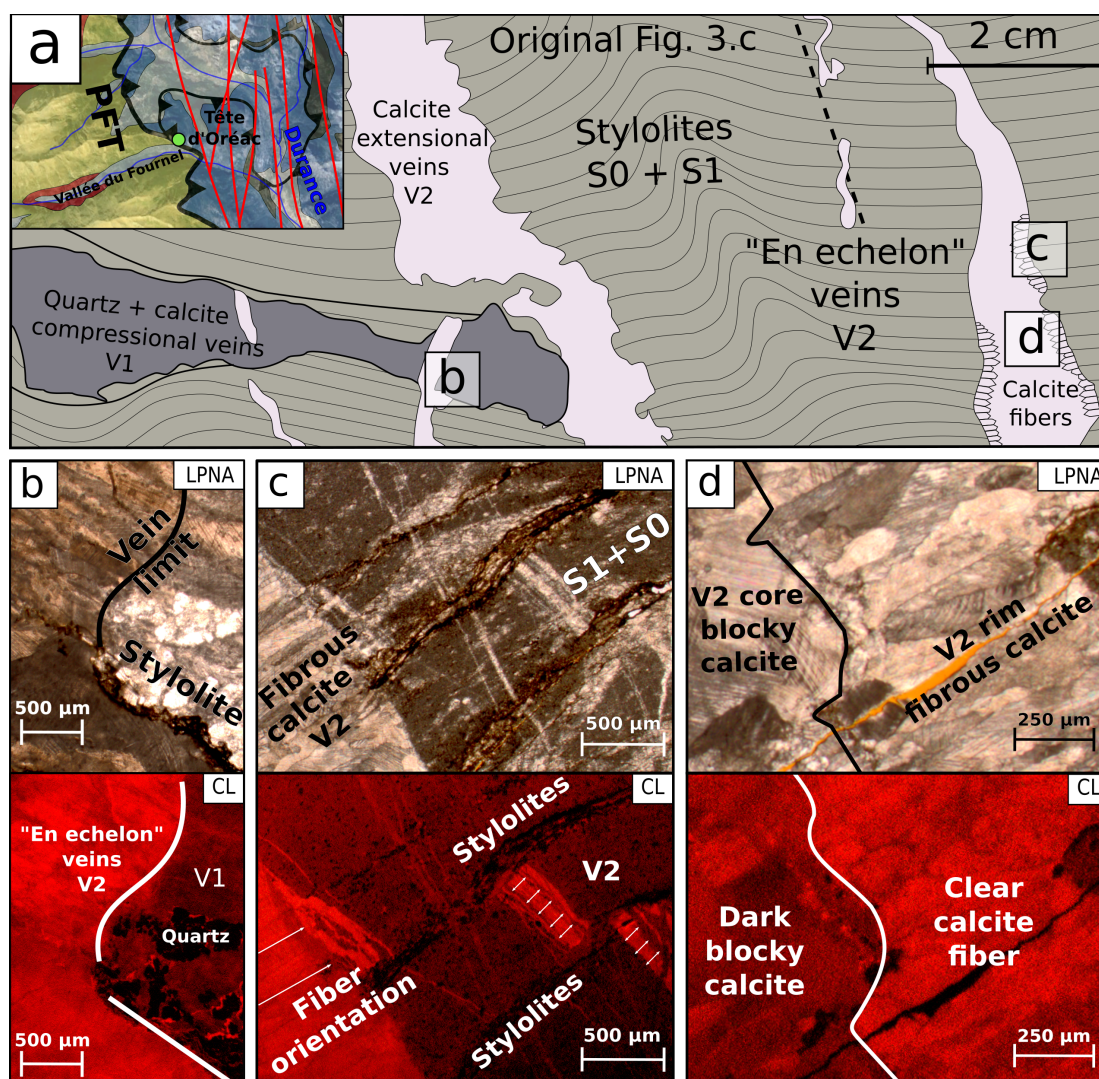 a
PFT
Tête
d'Oréac
Durance
Vallée du Fournel
Original Fig. 3.c
2 cm
Calcite
extensional
veins
V2
Stylolites
S0 + S1
"En echelon"
veins
V2
Quartz + calcite
compressional veins
V1
b
c
d
Calcite
fibers
b
LPNA
Vein
limit
Stylolite
500 µm
CL
"En echelon"
veins
V2
V1
Quartz
500 µm
c
LPNA
S1+S0
Fibrous
calcite
V2
500 µm
CL
Stylolites
V2
Fiber
orientation
Stylolites
500 µm
d
LPNA
V2 core
blocky
calcite
V2 rim
fibrous calcite
250 µm
CL
Dark
blocky
calcite
Clear
calcite
fiber
250 µm